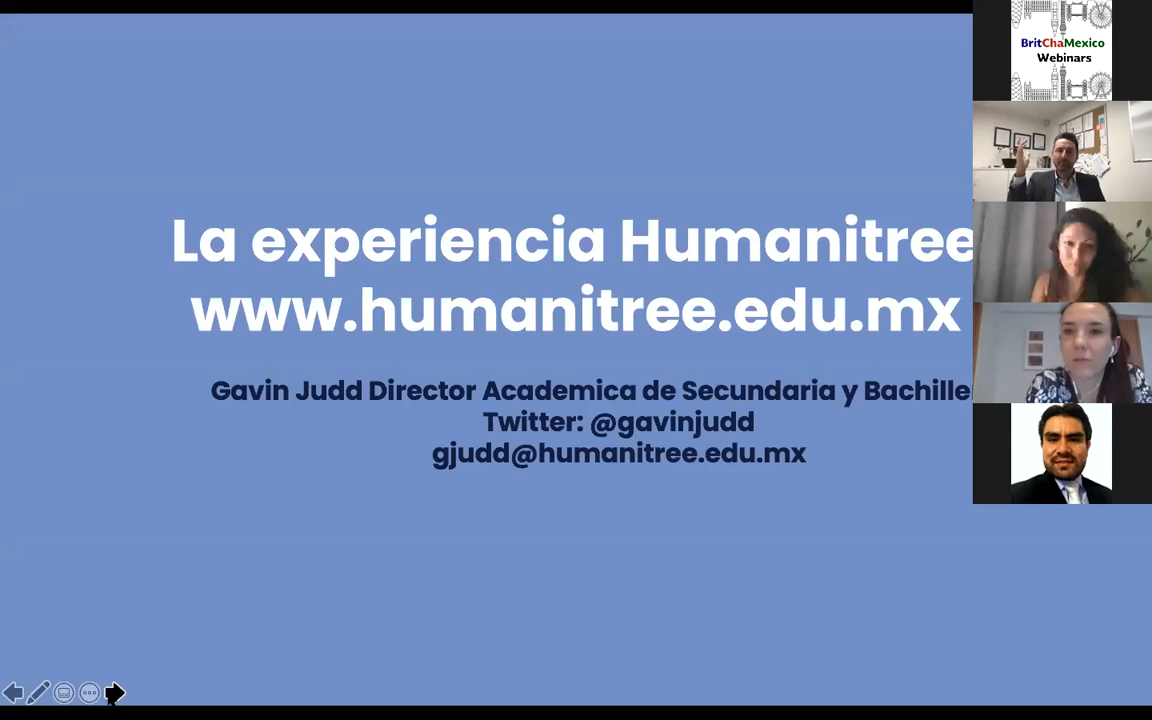 La experiencia Humanitree
www.humanitree.edu.mx
Gavin Judd Director Academica de Secundaria y Bachille
Twitter: @gavinjudd
gjudd@humanitree.edu.mx
BritChaMexico
Webinars